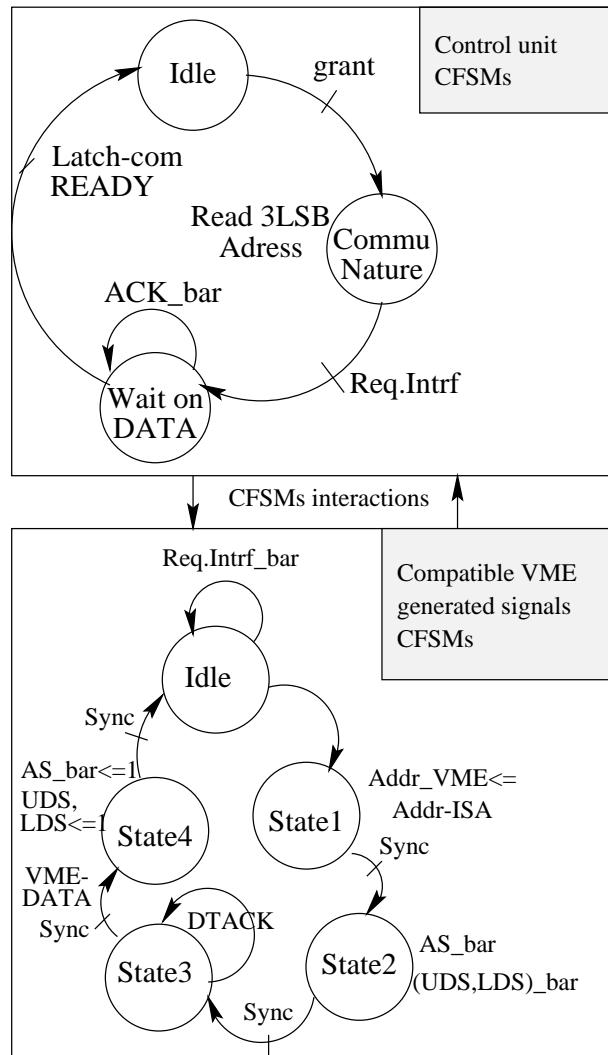 Control unit
CFSMs
Idle
grant
Latch-com
READY
Read 3LSB
Adress
Commu
Nature
ACK_bar
Req.Intrf
Wait on
DATA
CFSMs interactions
Req.Intrf_bar
Compatible VME
generated signals
CFSMs
Idle
Sync
AS_bar<=1
UDS,
LDS<=1
State4
State1
Addr_VME<=
Addr-ISA
Sync
VME-
DATA
Sync
DTACK
State3
State2
AS_bar
(UDS,LDS)_bar
Sync